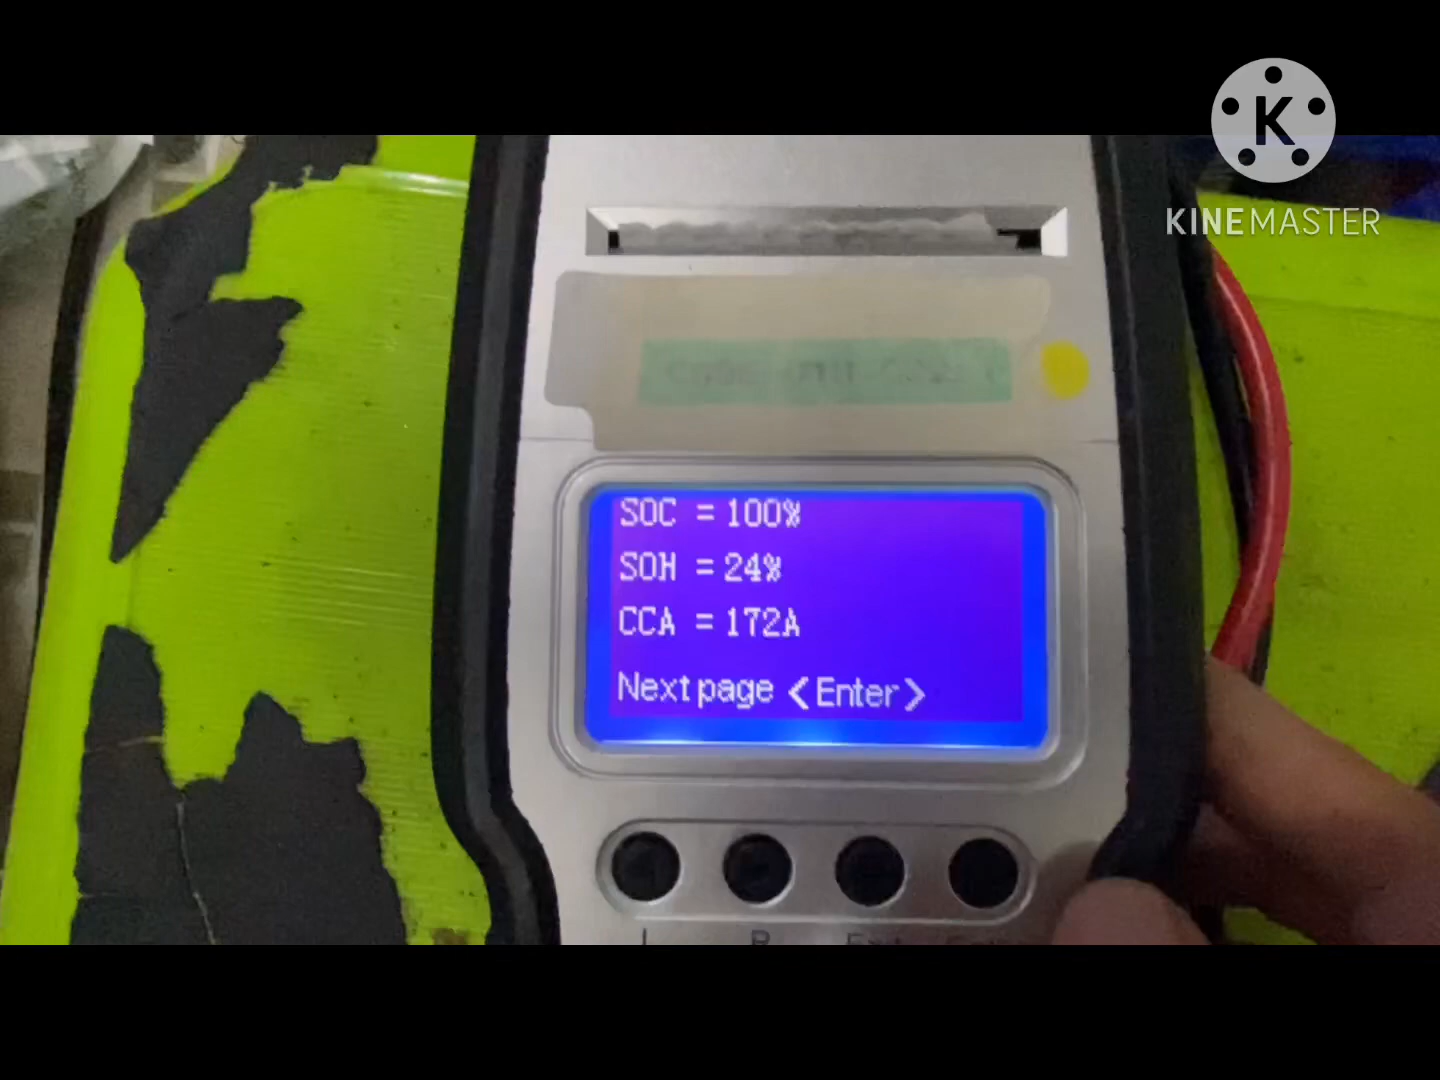 K
KINEMASTER
SOC = 100%
SOH = 24%
CCA = 172A
Next page <Enter>